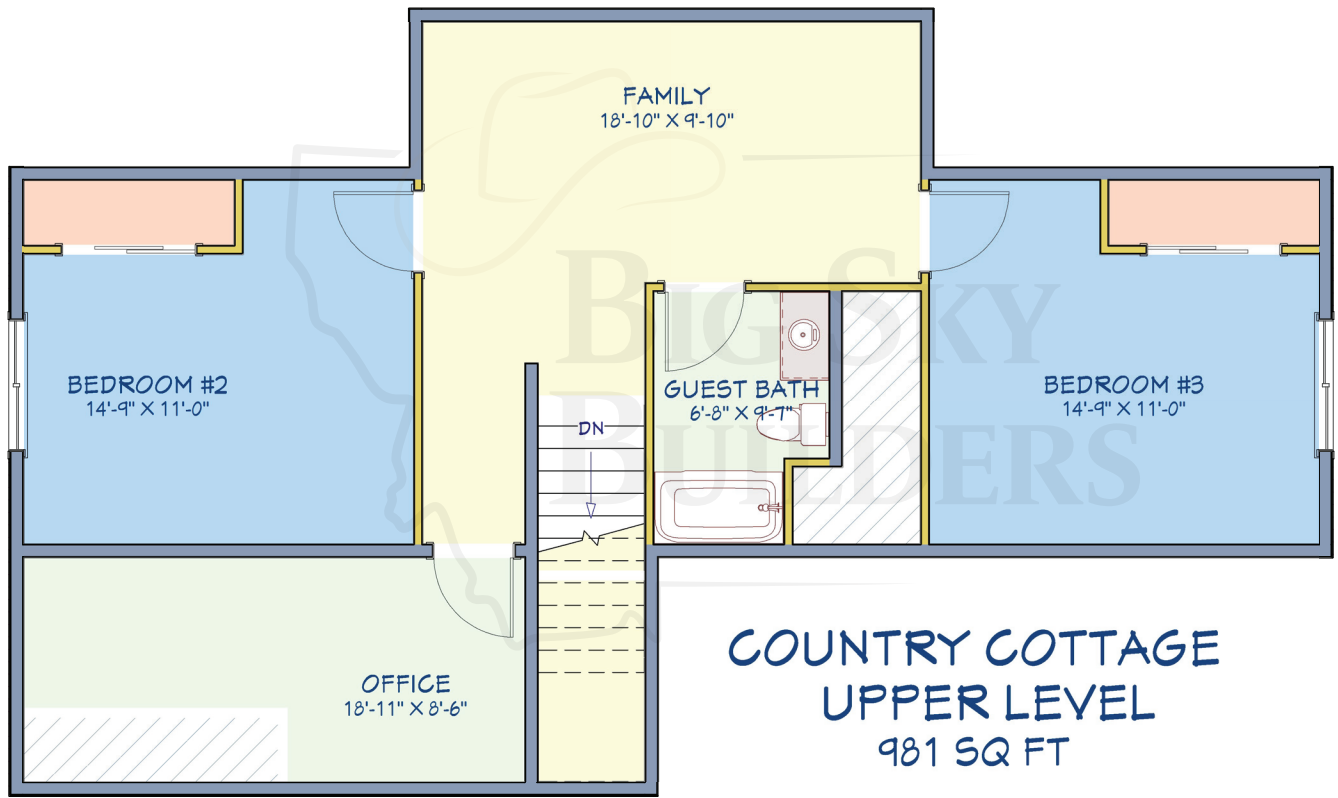 FAMILY
18'-10" X 9'-10"
BIG SKY
BUILDERS
BEDROOM #2
14'-9" X 11'-0"
GUEST BATH
6'-8" X 9'-7"
BEDROOM #3
14'-9" X 11'-0"
DN
OFFICE
18'-11" X 8'-6"
COUNTRY COTTAGE
UPPER LEVEL
981 SQ FT